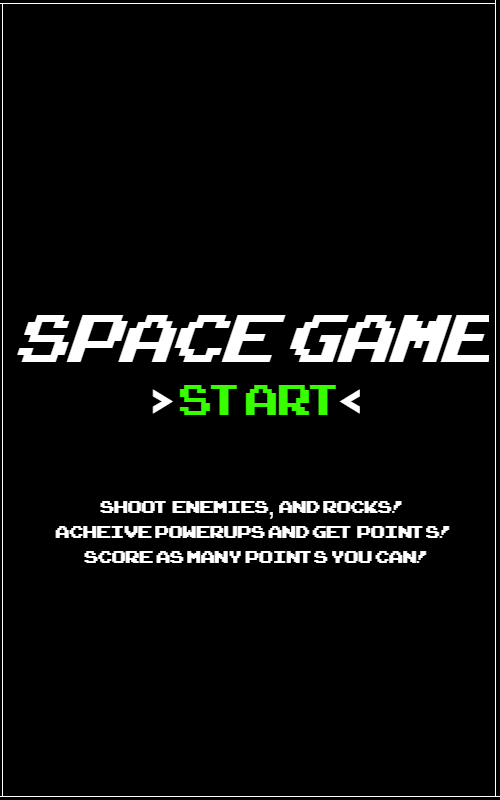 SPACE GAME
>START<
SHOOT ENEMIES, AND ROCKS!
ACHEIVE POWERUPS AND GET POINTS!
SCORE AS MANY POINTS YOU CAN!